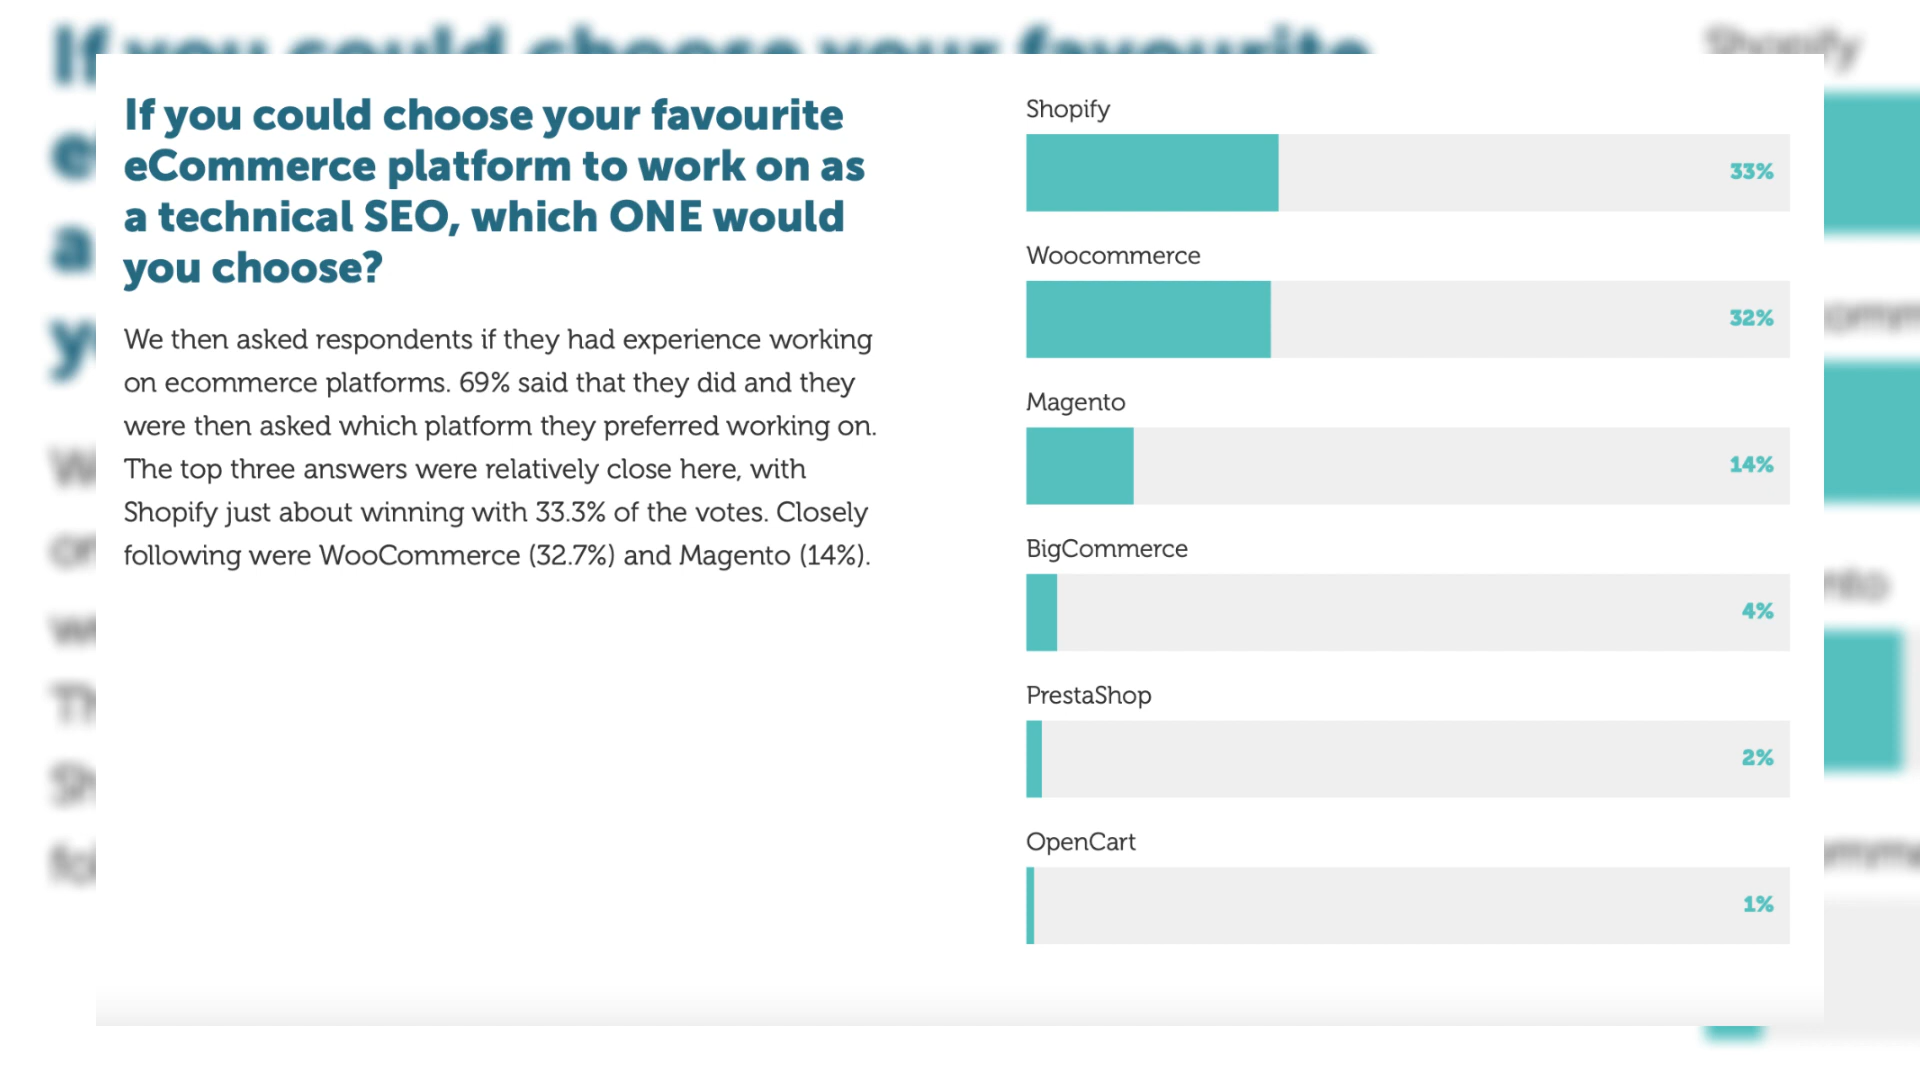 If you could choose your favourite
eCommerce platform to work on as
a technical SEO, which ONE would
you choose?
We then asked respondents if they had experience working
on ecommerce platforms. 69% said that they did and they
were then asked which platform they preferred working on.
The top three answers were relatively close here, with
Shopify just about winning with 33.3% of the votes. Closely
following were WooCommerce (32.7%) and Magento (14%).
Shopify
33%
Woocommerce
32%
Magento
14%
BigCommerce
4%
PrestaShop
2%
OpenCart
1%